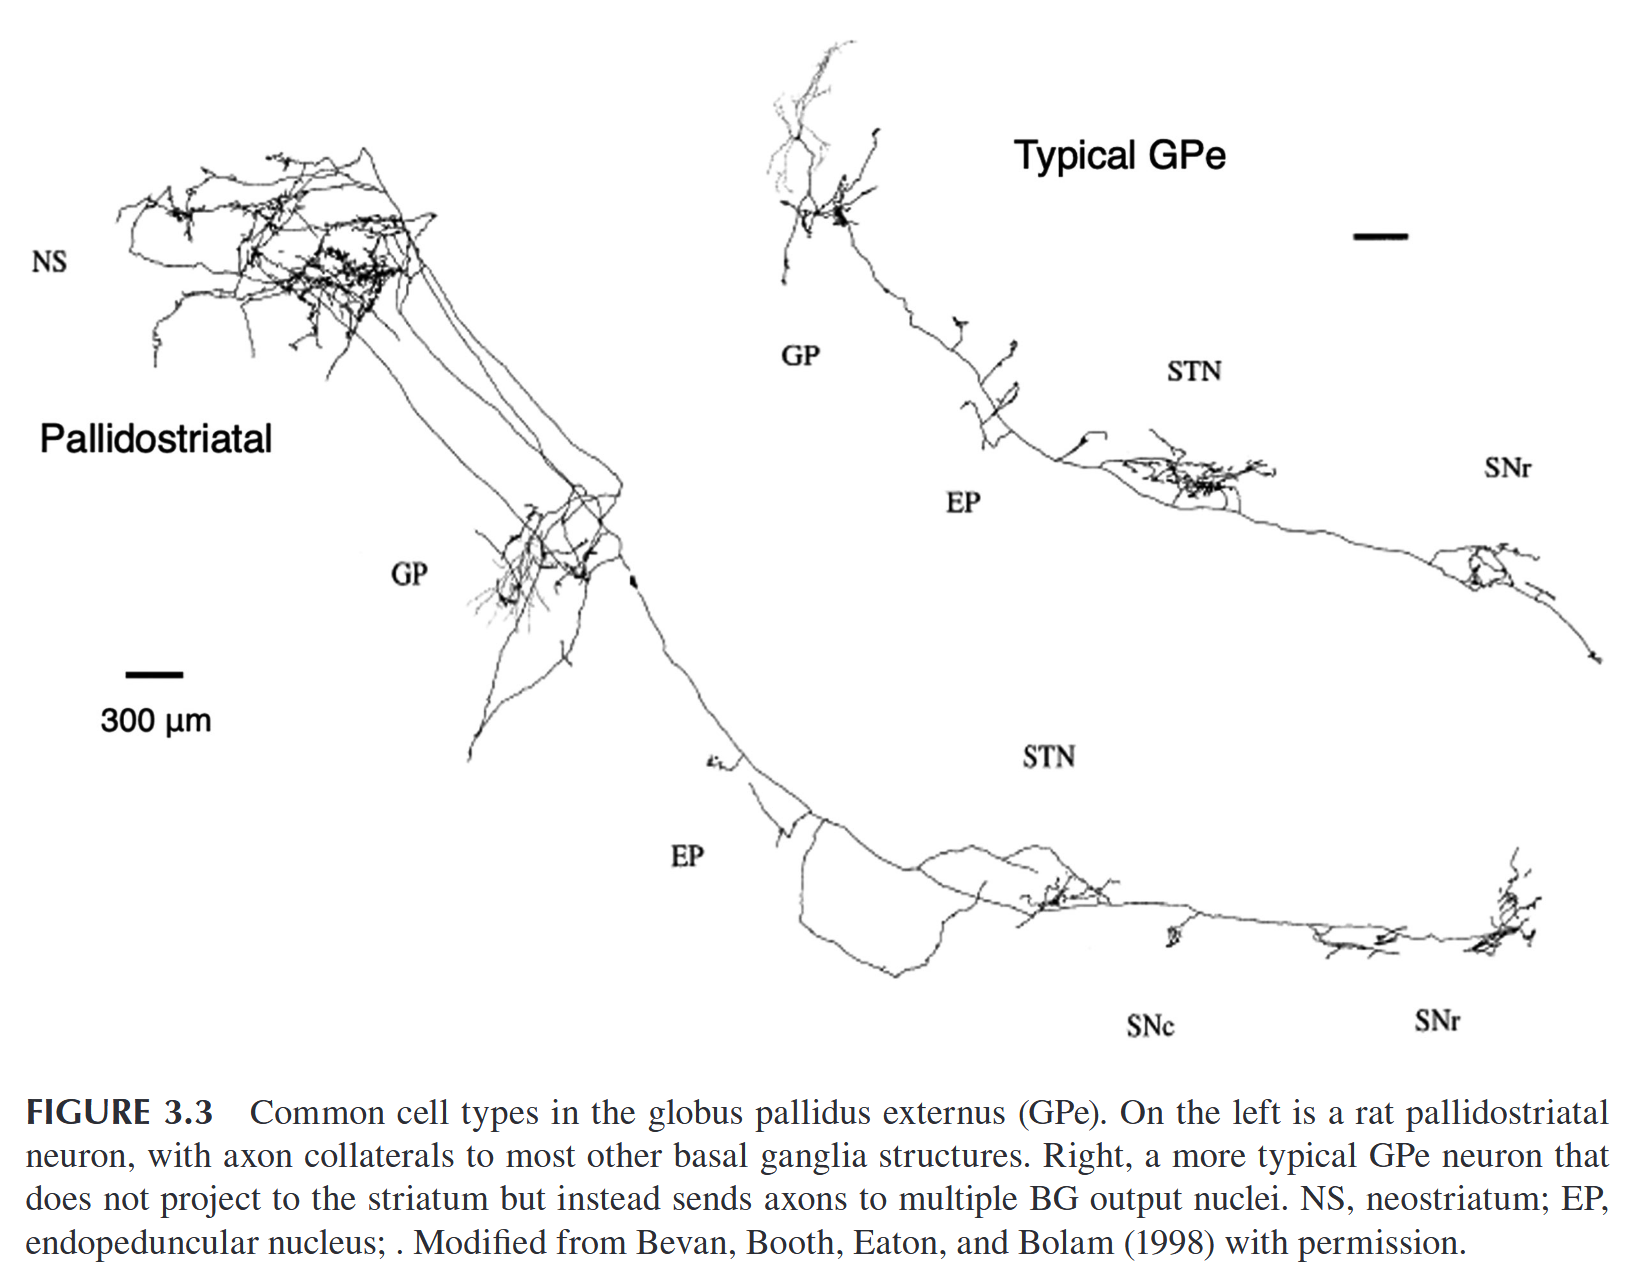 Typical GPe
NS
GP
STN
Pallidostriatal
SNr
EP
GP
300 µm
STN
EP
SNc
SNr
FIGURE 3.3 Common cell types in the globus pallidus externus (GPe). On the left is a rat pallidostriatal
neuron, with axon collaterals to most other basal ganglia structures. Right, a more typical GPe neuron that
does not project to the striatum but instead sends axons to multiple BG output nuclei. NS, neostriatum; EP,
endopeduncular nucleus; . Modified from Bevan, Booth, Eaton, and Bolam (1998) with permission.